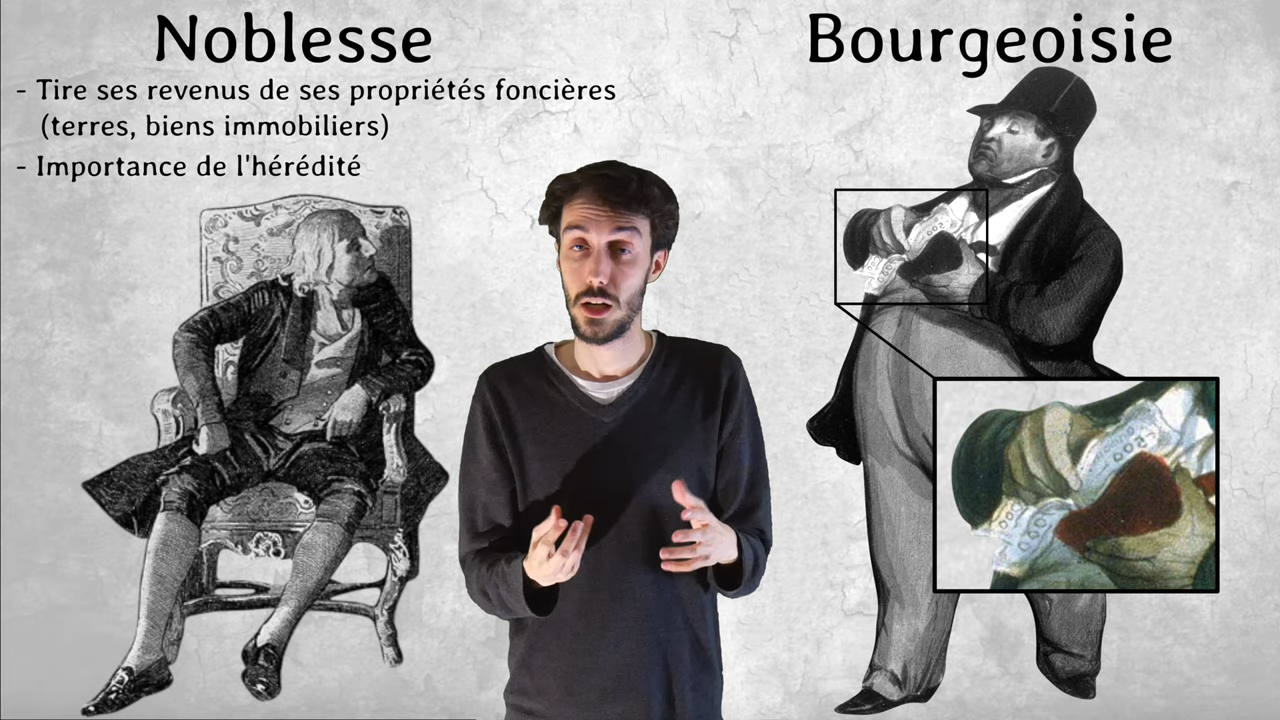 Noblesse
- Tire ses revenus de ses propriétés foncières
(terres, biens immobiliers)
- Importance de l'hérédité
Bourgeoisie